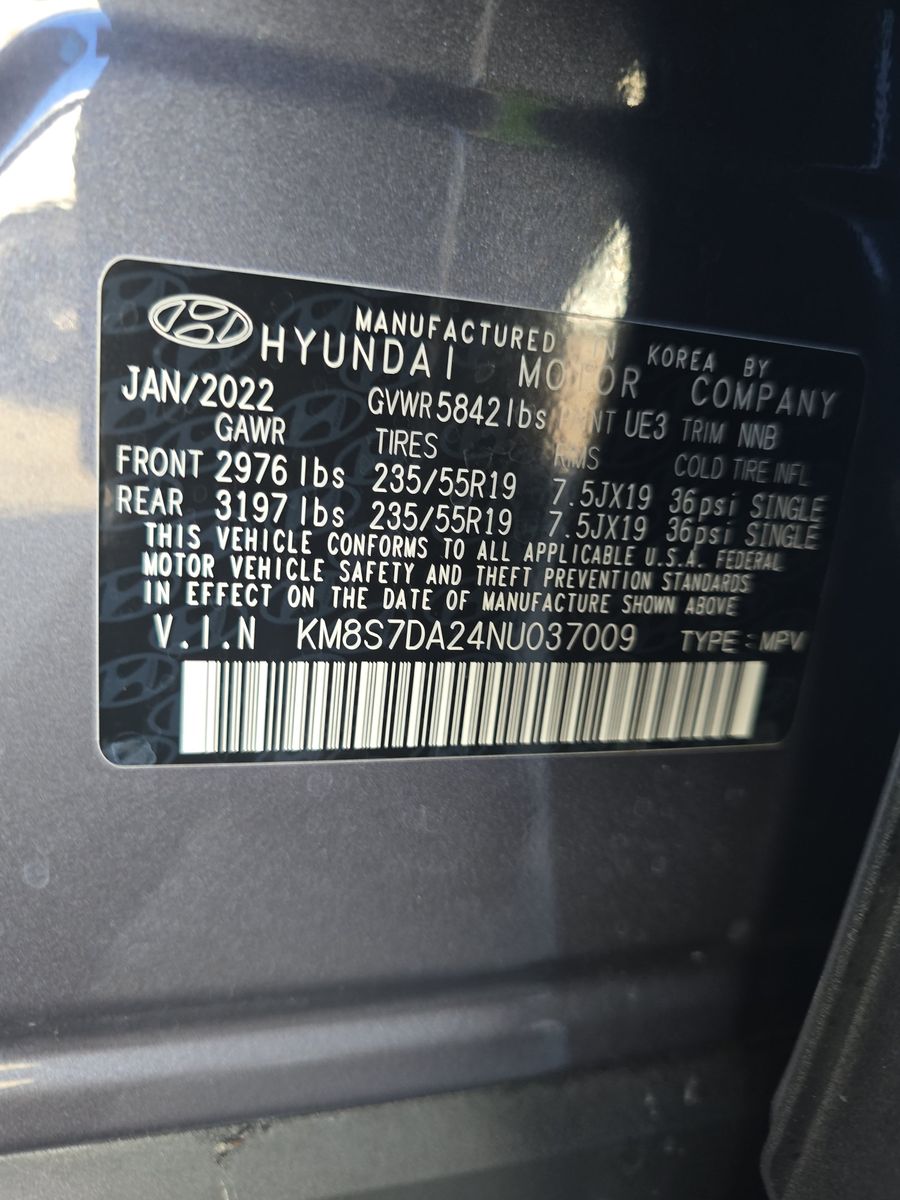 MANUFACTURED IN KOREA BY
HYUNDAI MOTOR COMPANY
JAN/2022 GVWR 5842 lbs PAINT UE3 TRIM NNB
GAWR TIRES RIMS COLD TIRE INFL
FRONT 2976 lbs 235/55R19 7.5JX19 36psi SINGLE
REAR 3197 lbs 235/55R19 7.5JX19 36psi SINGLE
THIS VEHICLE CONFORMS TO ALL APPLICABLE U.S.A. FEDERAL
MOTOR VEHICLE SAFETY AND THEFT PREVENTION STANDARDS
IN EFFECT ON THE DATE OF MANUFACTURE SHOWN ABOVE
V.I.N KM8S7DA24NU037009 TYPE : MPV